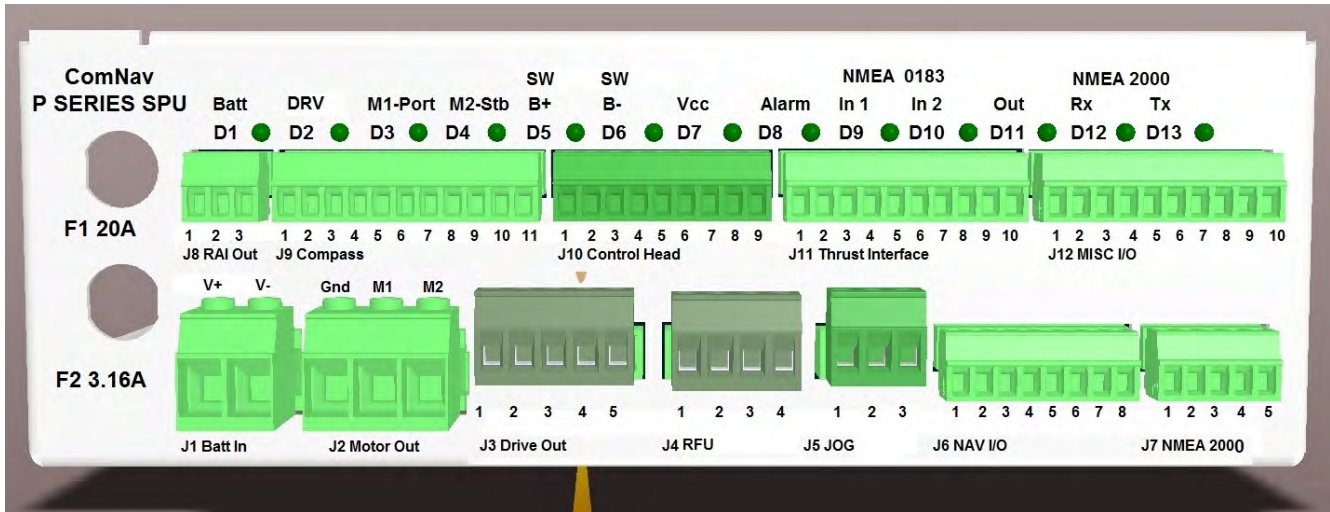 ComNav
P SERIES SPU
SW SW NMEA 0183 NMEA 2000
Batt DRV M1-Port M2-Stb B+ B- Vcc Alarm In 1 In 2 Out Rx Tx
D1 D2 D3 D4 D5 D6 D7 D8 D9 D10 D11 D12 D13
F1 20A
1 2 3 1 2 3 4 5 6 7 8 9 10 11 1 2 3 4 5 6 7 8 9 1 2 3 4 5 6 7 8 9 10 1 2 3 4 5 6 7 8 9 10
J8 RAI Out J9 Compass J10 Control Head J11 Thrust Interface J12 MISC I/O
V+ V- Gnd M1 M2
F2 3.16A
1 2 3 4 5 1 2 3 4 1 2 3 1 2 3 4 5 6 7 8 1 2 3 4 5
J1 Batt In J2 Motor Out J3 Drive Out J4 RFU J5 JOG J6 NAV I/O J7 NMEA 2000